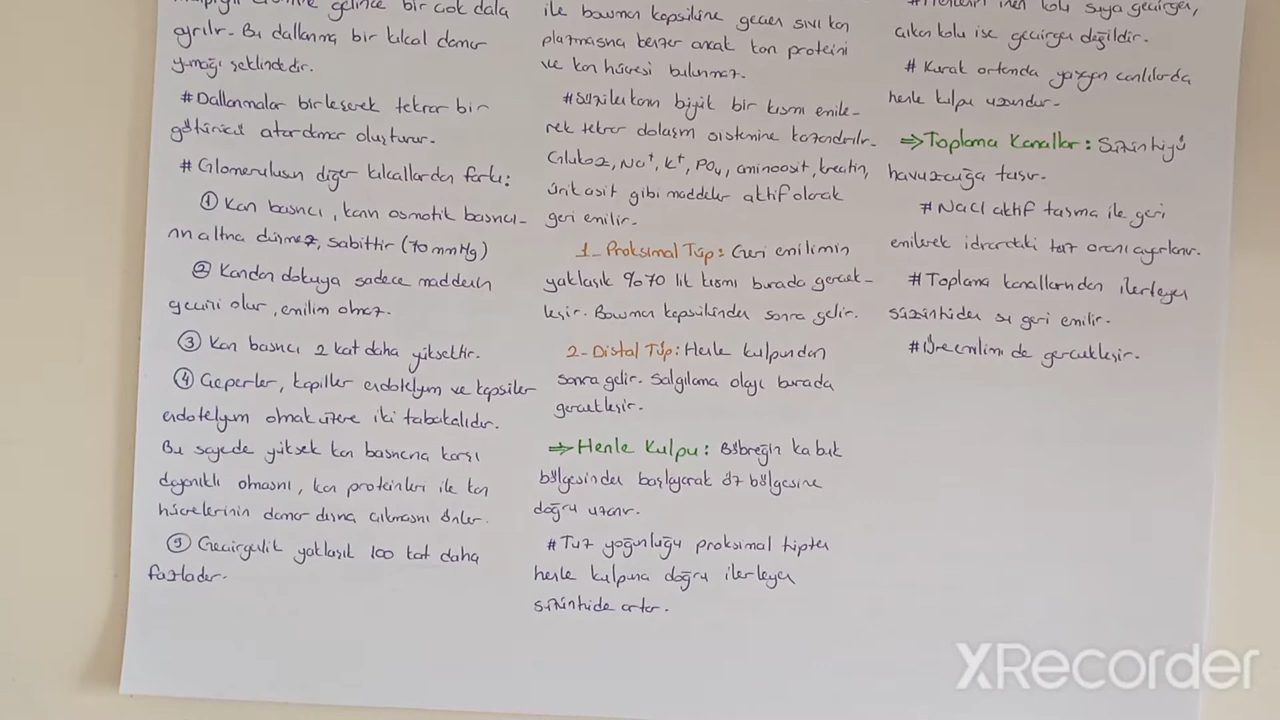 gelince bir çok dala
ayrılır. Bu dallanma bir kılcal damar
yumağı şeklindedir.
#Dallanmalar birleşerek tekrar bir
götürücü atardamar oluşturur.
# Glomerulusun diğer kılcallardan farkı:
① Kan basıncı, kanın osmotik basıncı-
nın altına düşmez, sabittir (70 mmHg)
② Kandan dokuya sadece maddenin
geçişi olur, emilim olmaz.
③ Kan basıncı 2 kat daha yüksektir.
④ Çeperler, kapiller endotelyum ve kapsüler
endotelyum olmak üzere iki tabakalıdır.
Bu sayede yüksek kan basıncına karşı
dayanıklı olmasını, kan proteinleri ile kan
hücrelerinin damar dışına çıkmasını önler.
⑤ Geçirgenlik yaklaşık 100 kat daha
fazladır.
ile bowman kapsülüne geçen sıvı kan
plazmasına benzer ancak kan proteini
ve kan hücresi bulunmaz.
#Süzülen kanın büyük bir kısmı emile-
rek tekrar dolaşım sistemine kazandırılır.
Glukoz, Na⁺, K⁺, PO₄, aminoasit, kreatin,
ürik asit gibi maddeler aktif olarak
geri emilir.
1- Proksimal Tüp: Geri emilimin
yaklaşık %70 lik kısmı burada gerçek-
leşir. Bowman kapsülünden sonra gelir.
2- Distal Tüp: Henle kulpundan
sonra gelir. Salgılama olayı burada
gerçekleşir.
⇒ Henle Kulpu: Böbreğin kabuk
bölgesinden başlayarak öz bölgesine
doğru uzanır.
# Tuz yoğunluğu proksimal tüpten
henle kulpuna doğru ilerleyen
süzüntüde artar.
#Henlenin inen kolu suya geçirgen,
çıkan kolu ise geçirgen değildir.
# Kurak ortamda yaşayan canlılarda
henle kulpu uzundur.
⇒ Toplama Kanalları: Süzüntüyü
havuzcuğa taşır.
#NaCl aktif taşıma ile geri
emilerek idrardaki tuz oranı ayarlanır.
#Toplama kanallarından ilerleyen
süzüntüden su geri emilir.
#Üre emilimi de gerçekleşir.
XRecorder